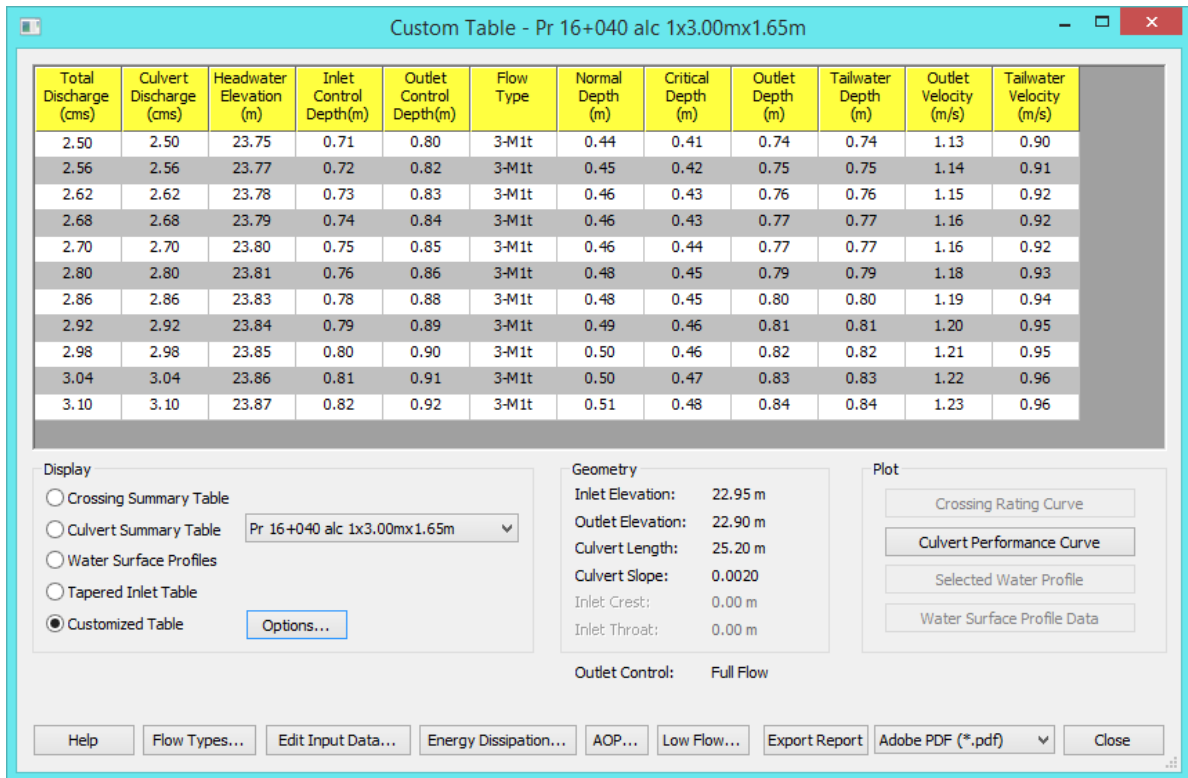 Custom Table - Pr 16+040 alc 1x3.00mx1.65m
Total Discharge (cms) Culvert Discharge (cms) Headwater Elevation (m) Inlet Control Depth(m) Outlet Control Depth(m) Flow Type Normal Depth (m) Critical Depth (m) Outlet Depth (m) Tailwater Depth (m) Outlet Velocity (m/s) Tailwater Velocity (m/s)
2.50 2.50 23.75 0.71 0.80 3-M1t 0.44 0.41 0.74 0.74 1.13 0.90
2.56 2.56 23.77 0.72 0.82 3-M1t 0.45 0.42 0.75 0.75 1.14 0.91
2.62 2.62 23.78 0.73 0.83 3-M1t 0.46 0.43 0.76 0.76 1.15 0.92
2.68 2.68 23.79 0.74 0.84 3-M1t 0.46 0.43 0.77 0.77 1.16 0.92
2.70 2.70 23.80 0.75 0.85 3-M1t 0.46 0.44 0.77 0.77 1.16 0.92
2.80 2.80 23.81 0.76 0.86 3-M1t 0.48 0.45 0.79 0.79 1.18 0.93
2.86 2.86 23.83 0.78 0.88 3-M1t 0.48 0.45 0.80 0.80 1.19 0.94
2.92 2.92 23.84 0.79 0.89 3-M1t 0.49 0.46 0.81 0.81 1.20 0.95
2.98 2.98 23.85 0.80 0.90 3-M1t 0.50 0.46 0.82 0.82 1.21 0.95
3.04 3.04 23.86 0.81 0.91 3-M1t 0.50 0.47 0.83 0.83 1.22 0.96
3.10 3.10 23.87 0.82 0.92 3-M1t 0.51 0.48 0.84 0.84 1.23 0.96
Display
Crossing Summary Table
Culvert Summary Table Pr 16+040 alc 1x3.00mx1.65m
Water Surface Profiles
Tapered Inlet Table
Customized Table Options...
Geometry
Inlet Elevation: 22.95 m
Outlet Elevation: 22.90 m
Culvert Length: 25.20 m
Culvert Slope: 0.0020
Inlet Crest: 0.00 m
Inlet Throat: 0.00 m
Outlet Control: Full Flow
Plot
Crossing Rating Curve
Culvert Performance Curve
Selected Water Profile
Water Surface Profile Data
Help Flow Types... Edit Input Data... Energy Dissipation... AOP... Low Flow... Export Report Adobe PDF (*.pdf) Close